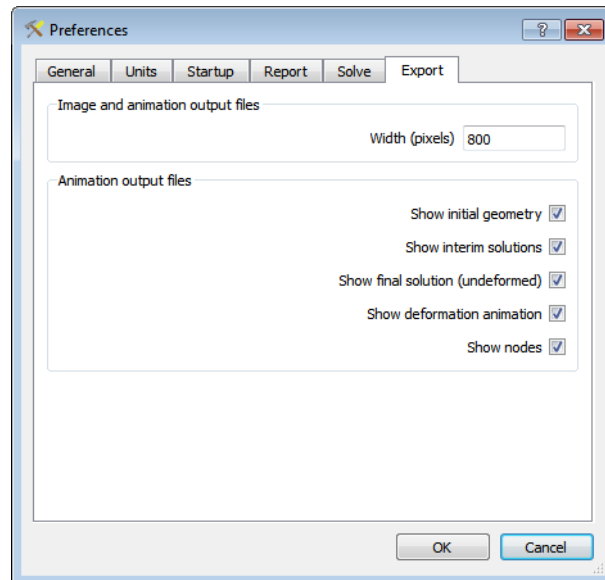 Preferences
General Units Startup Report Solve Export
Image and animation output files
Width (pixels) 800
Animation output files
Show initial geometry
Show interim solutions
Show final solution (undeformed)
Show deformation animation
Show nodes
OK Cancel